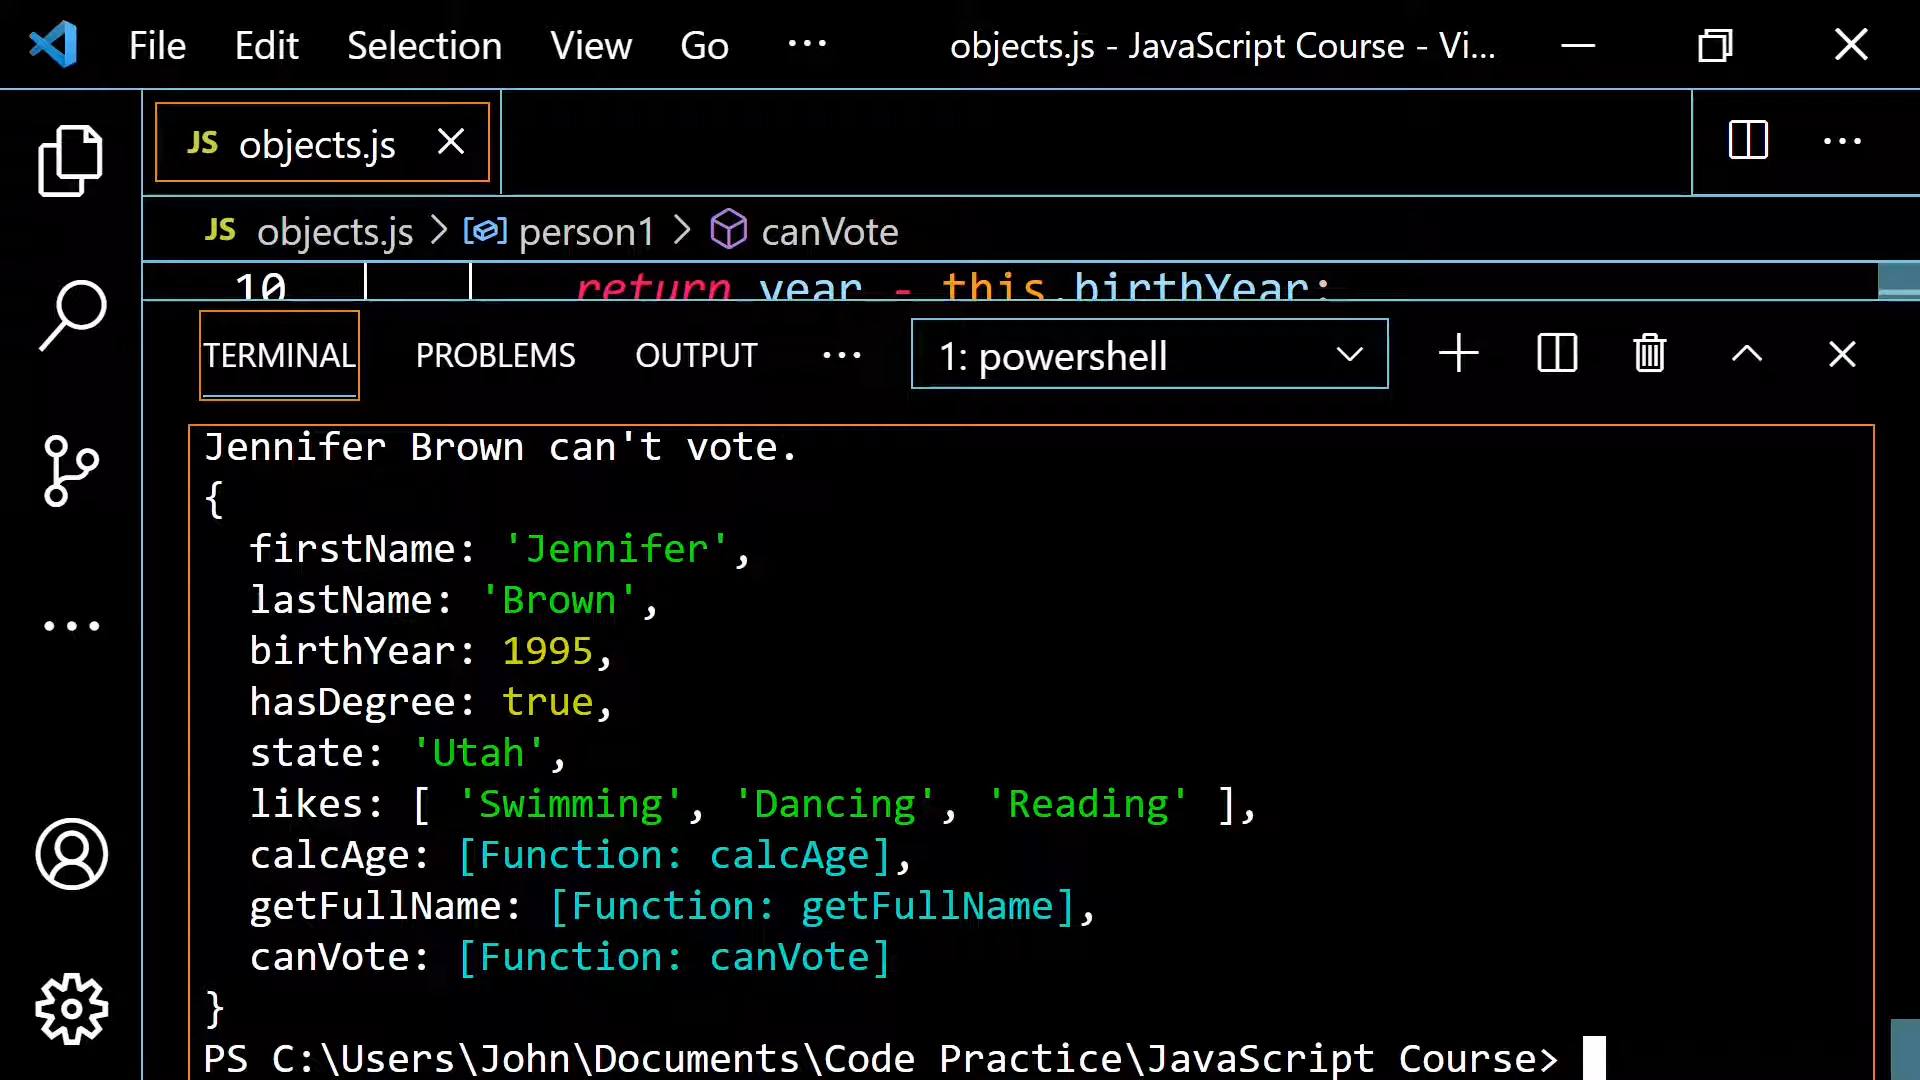 File Edit Selection View Go ... objects.js - JavaScript Course - Vi...
JS objects.js
JS objects.js > person1 > canVote
10 return year - this.birthYear;
TERMINAL PROBLEMS OUTPUT ... 1: powershell
Jennifer Brown can't vote.
{
firstName: 'Jennifer',
lastName: 'Brown',
birthYear: 1995,
hasDegree: true,
state: 'Utah',
likes: [ 'Swimming', 'Dancing', 'Reading' ],
calcAge: [Function: calcAge],
getFullName: [Function: getFullName],
canVote: [Function: canVote]
}
PS C:\Users\John\Documents\Code Practice\JavaScript Course>